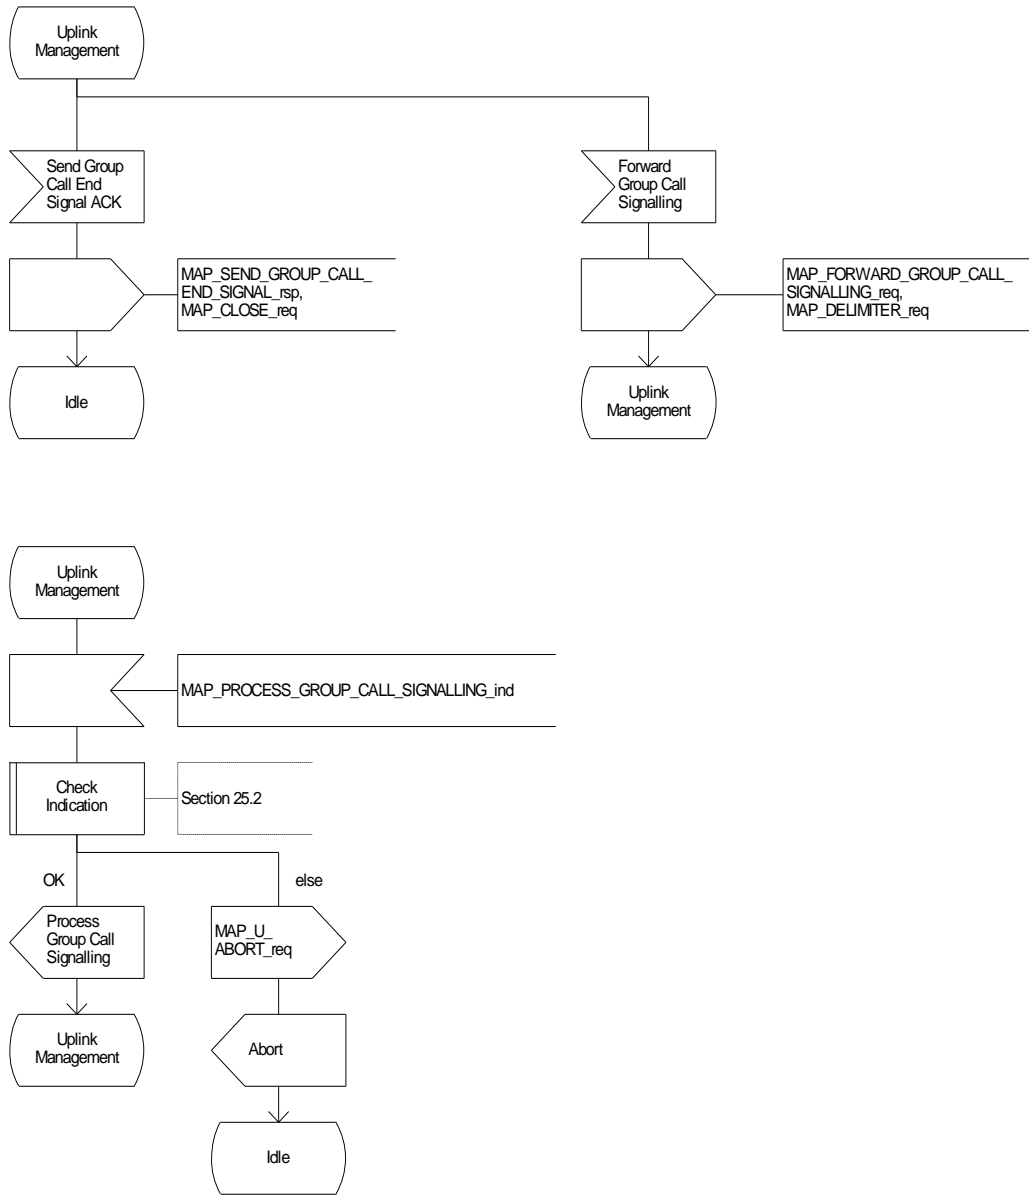 Uplink
Management
Send Group
Call End
Signal ACK
Forward
Group Call
Signalling
MAP_SEND_GROUP_CALL_
END_SIGNAL_rsp,
MAP_CLOSE_req
MAP_FORWARD_GROUP_CALL_
SIGNALLING_req,
MAP_DELIMITER_req
Idle
Uplink
Management
Uplink
Management
MAP_PROCESS_GROUP_CALL_SIGNALLING_ind
Check
Indication
Section 25.2
OK
else
Process
Group Call
Signalling
MAP_U_
ABORT_req
Uplink
Management
Abort
Idle